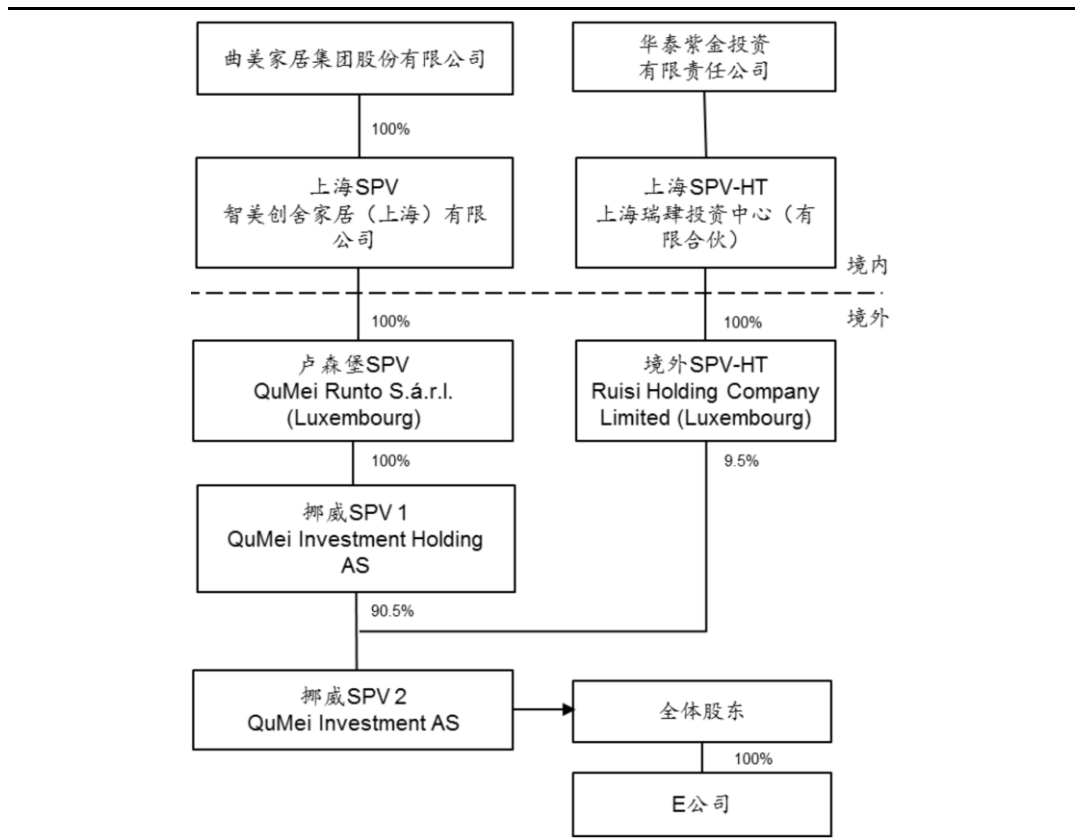 曲美家居集团股份有限公司
华泰紫金投资
有限责任公司
100%
上海SPV
智美创舍家居（上海）有限
公司
上海SPV-HT
上海瑞肆投资中心（有
限合伙）
境内
境外
100%
100%
卢森堡SPV
QuMei Runto S.á.r.l.
(Luxembourg)
境外SPV-HT
Ruisi Holding Company
Limited (Luxembourg)
100%
9.5%
挪威SPV 1
QuMei Investment Holding
AS
90.5%
挪威SPV 2
QuMei Investment AS
全体股东
100%
E公司